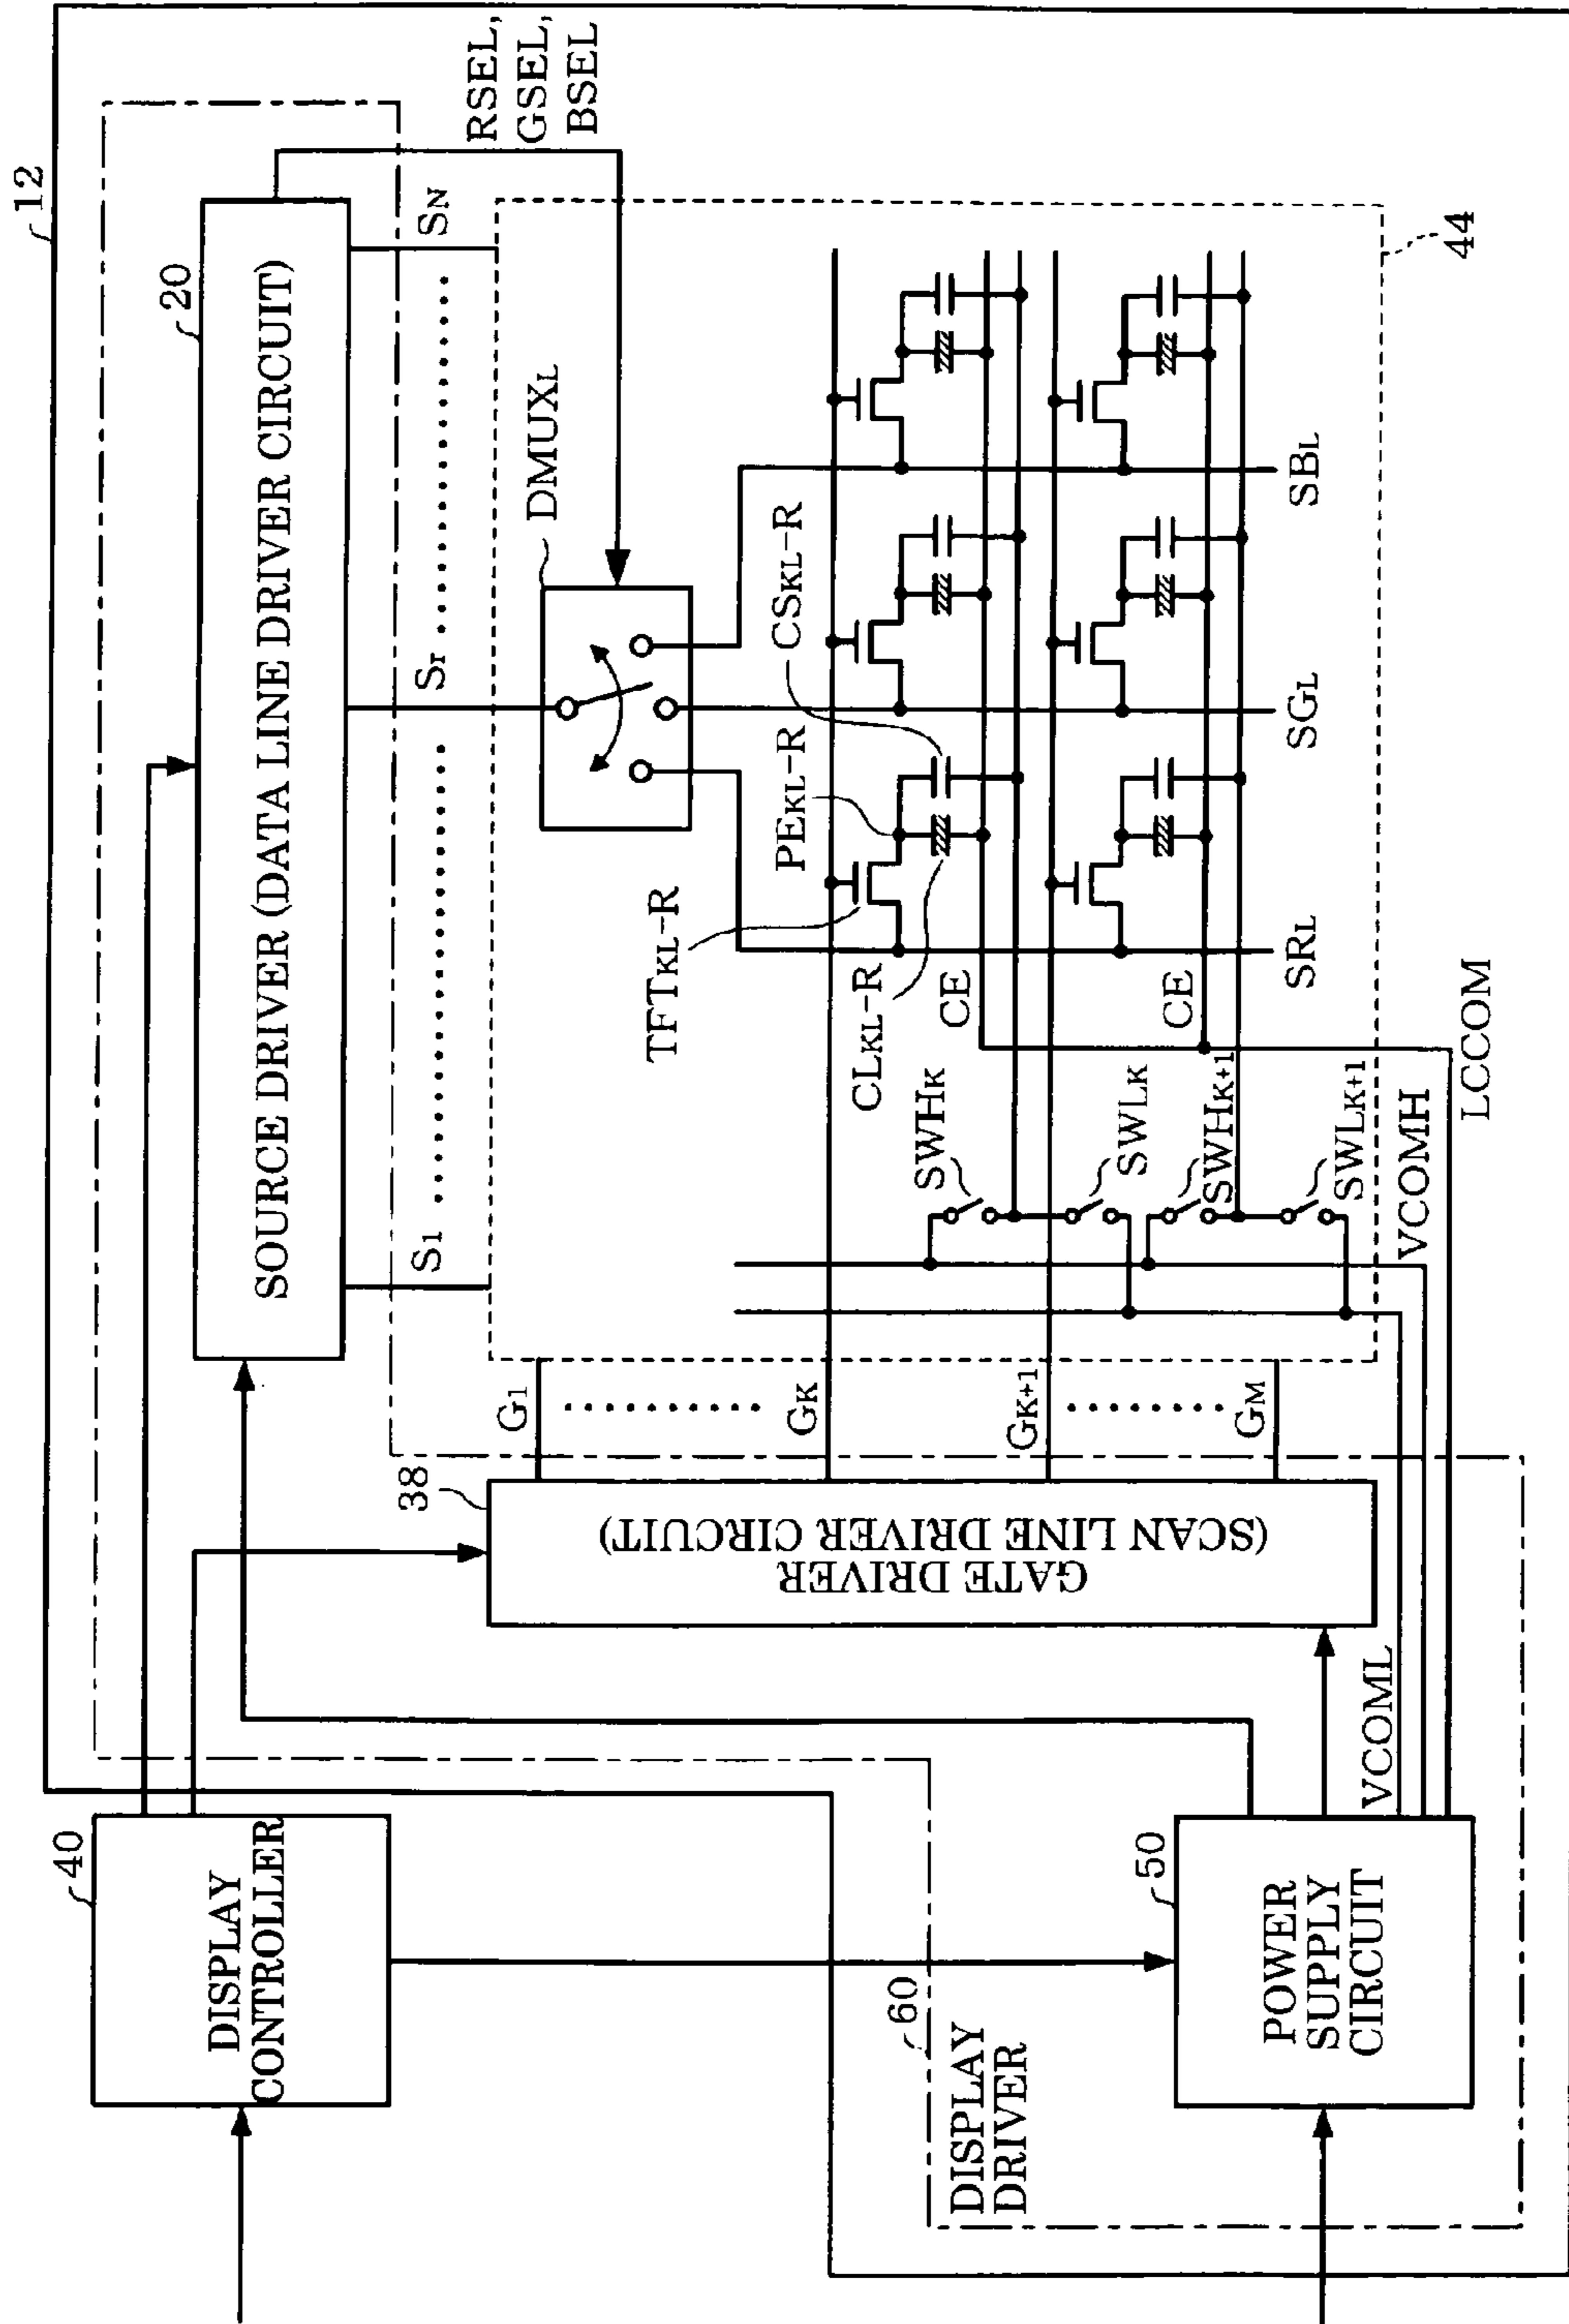 12
40
DISPLAY
CONTROLLER
20
SOURCE DRIVER (DATA LINE DRIVER CIRCUIT)
RSEL,
GSEL,
BSEL
S1
Sr
SN
DMUXL
38
GATE DRIVER
(SCAN LINE DRIVER CIRCUIT)
G1
GK
GK+1
GM
TFTKL-R
PEKL-R
CSKL-R
CLKL-R
CE
CE
SWHK
SWLK
SWHK+1
SWLK+1
SRL
SGL
SBL
44
60
DISPLAY
DRIVER
50
POWER
SUPPLY
CIRCUIT
VCOML
VCOMH
LCCOM